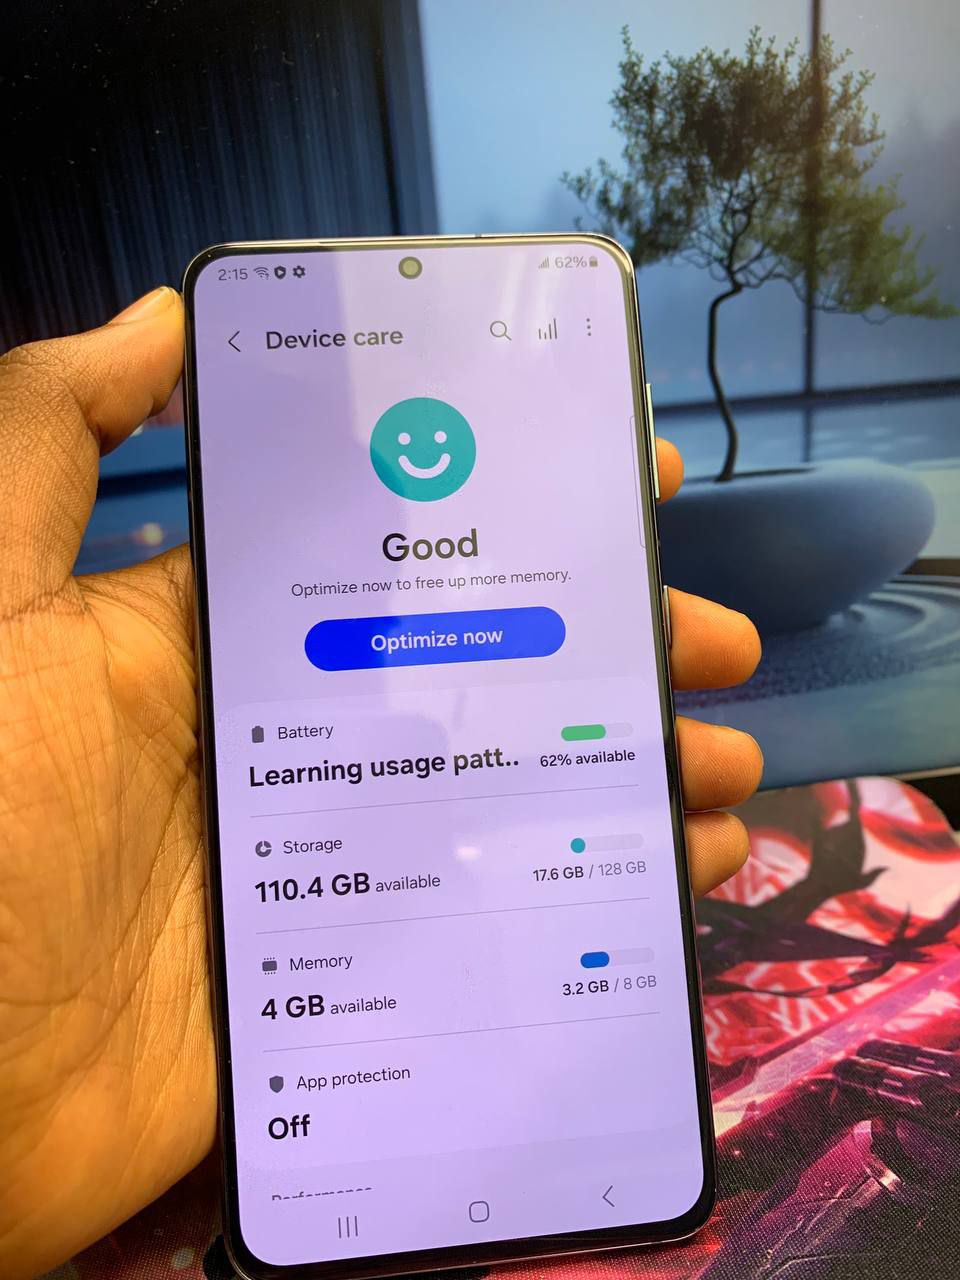 2:15 62%
Device care
Good
Optimize now to free up more memory.
Optimize now
Battery
Learning usage patt.. 62% available
Storage
110.4 GB available 17.6 GB / 128 GB
Memory
4 GB available 3.2 GB / 8 GB
App protection
Off